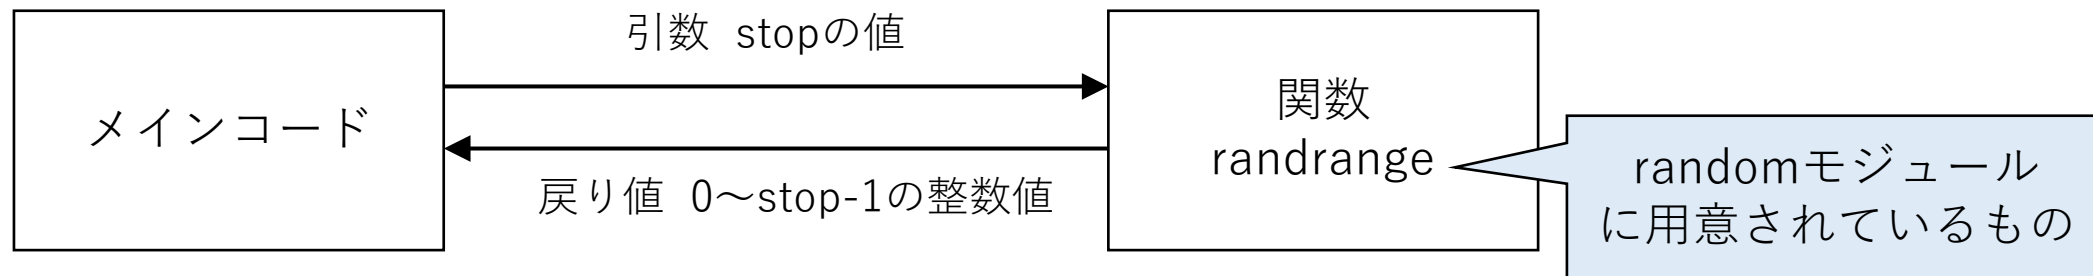 メインコード
引数 stopの値
戻り値 0～stop-1の整数値
関数
randrange
randomモジュール
に用意されているもの